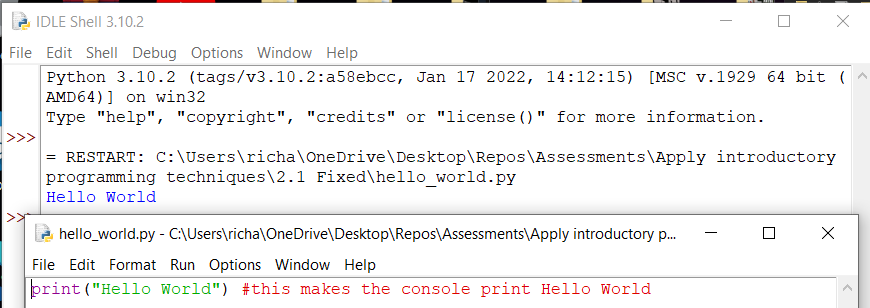 IDLE Shell 3.10.2
File Edit Shell Debug Options Window Help
Python 3.10.2 (tags/v3.10.2:a58ebcc, Jan 17 2022, 14:12:15) [MSC v.1929 64 bit (
AMD64)] on win32
Type "help", "copyright", "credits" or "license()" for more information.
>>>
= RESTART: C:\Users\richa\OneDrive\Desktop\Repos\Assessments\Apply introductory
programming techniques\2.1 Fixed\hello_world.py
Hello World
>>>
hello_world.py - C:\Users\richa\OneDrive\Desktop\Repos\Assessments\Apply introductory p...
File Edit Format Run Options Window Help
print("Hello World") #this makes the console print Hello World